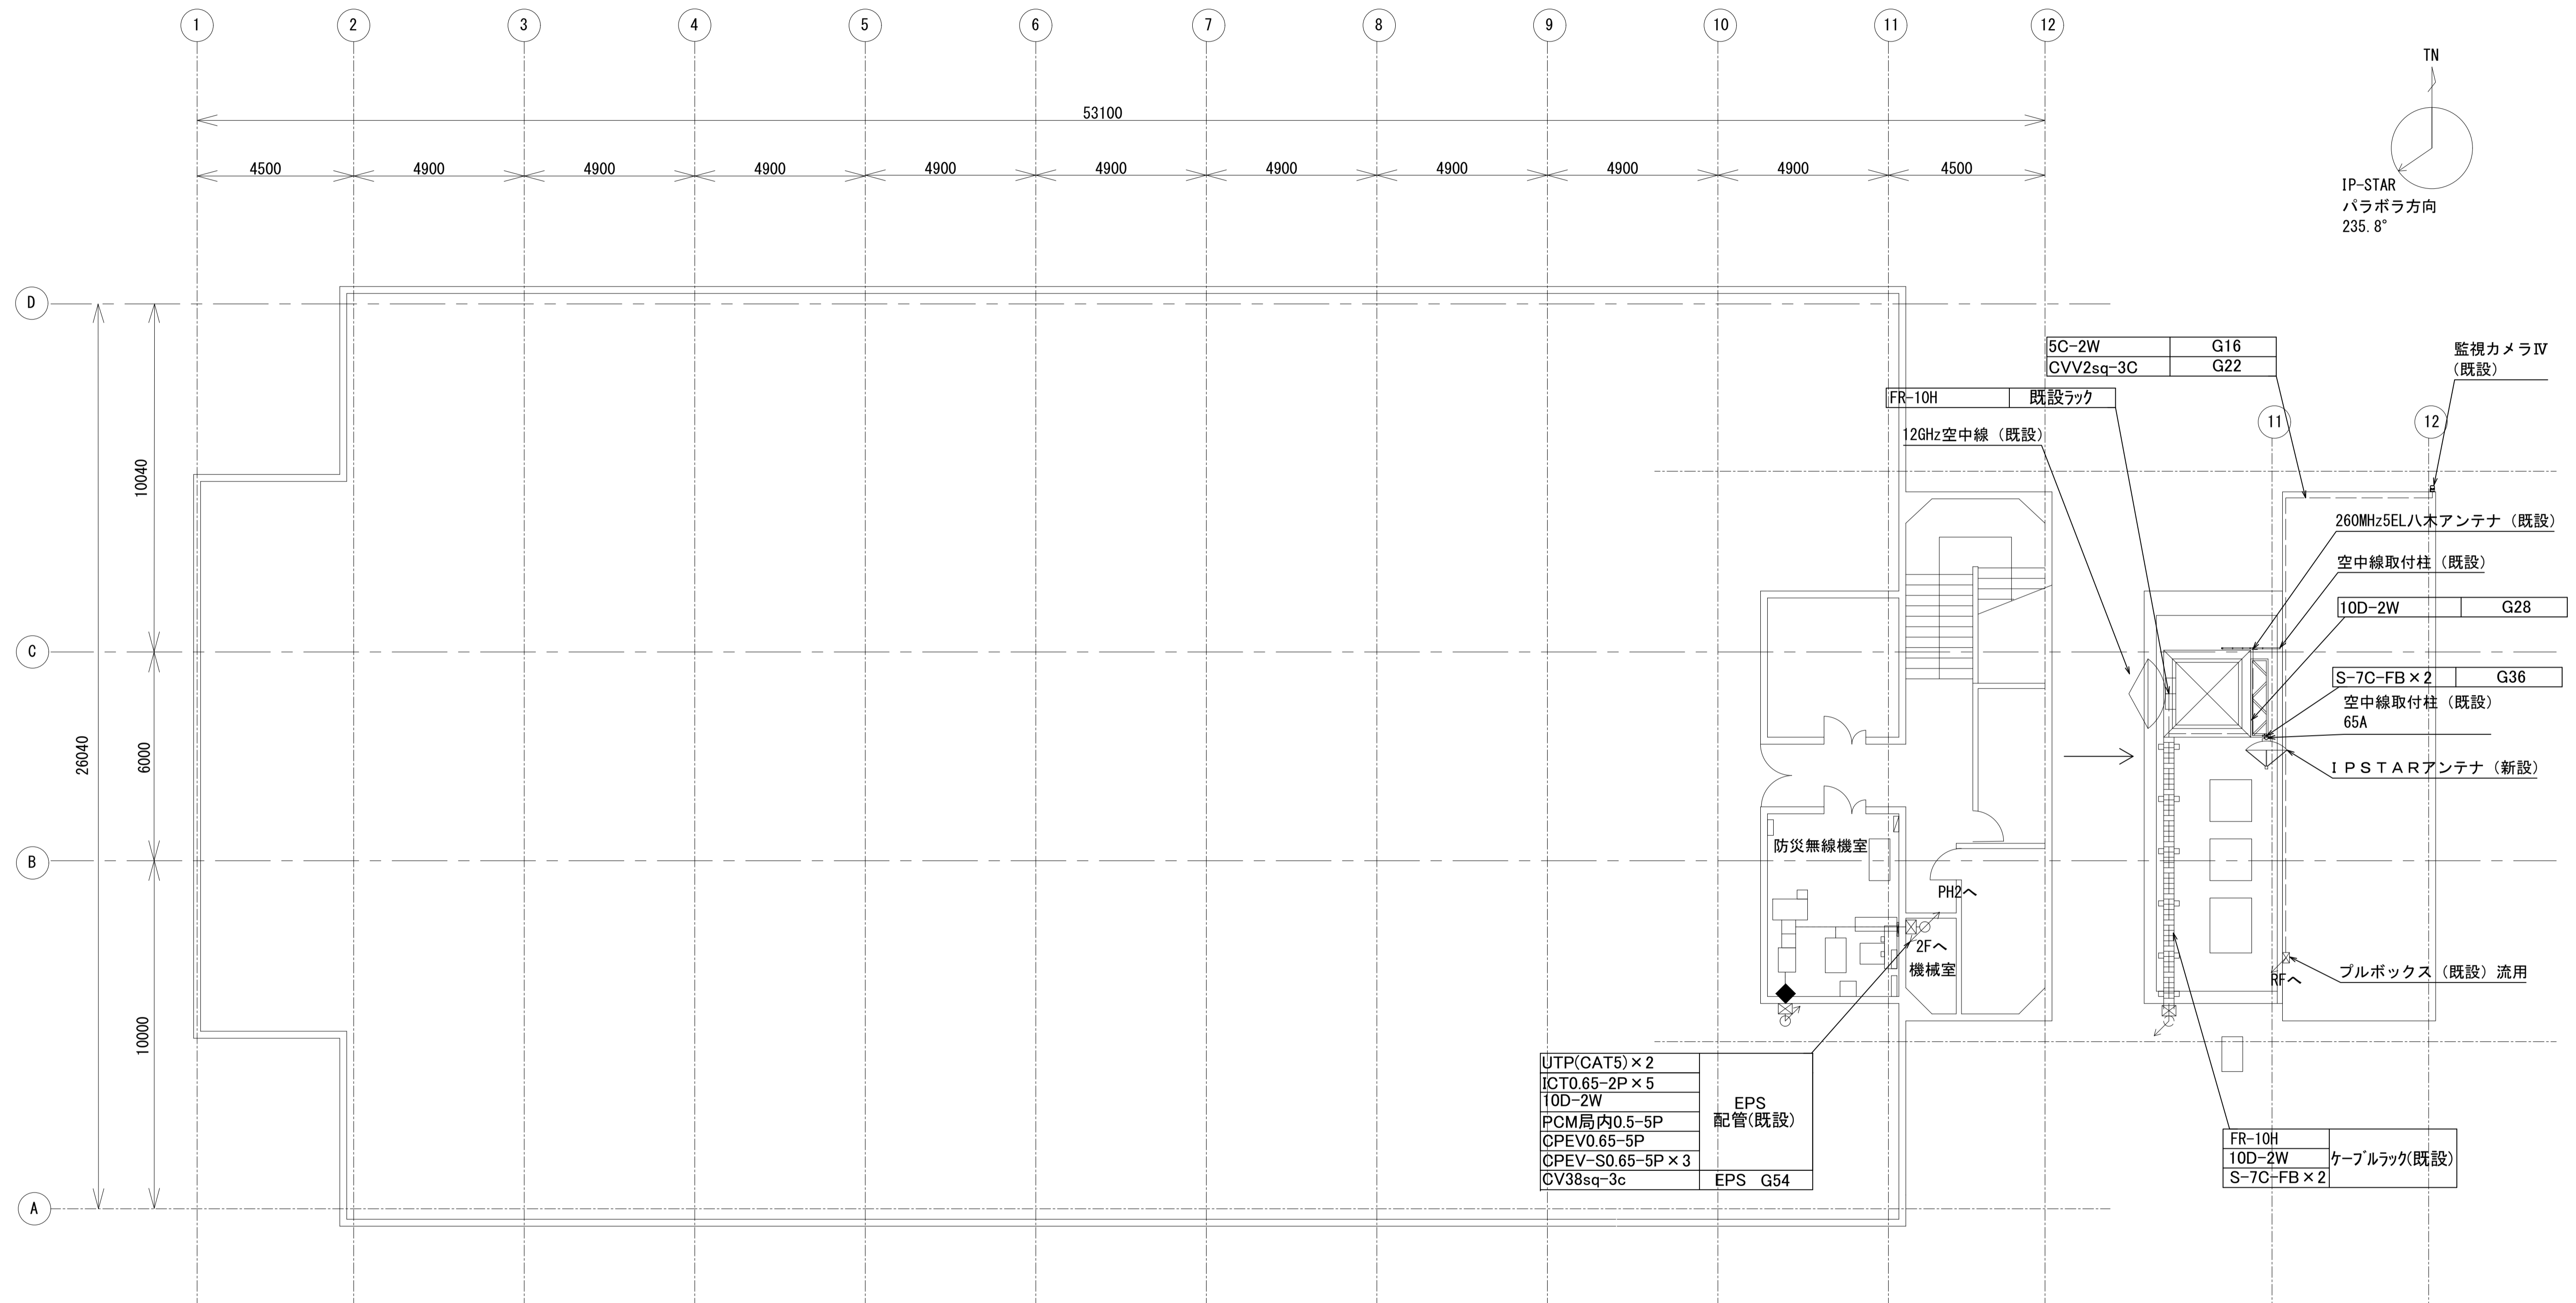 1 2 3 4 5 6 7 8 9 10 11 12
TN
53100
4500 4900 4900 4900 4900 4900 4900 4900 4900 4900 4500
IP-STAR
パラボラ方向
235.8°
D
C
B
A
26040
10040
6000
10000
5C-2W G16
CVV2sq-3C G22
監視カメラⅣ
(既設)
FR-10H 既設ラック
11 12
12GHz空中線 (既設)
260MHz5EL八木アンテナ (既設)
空中線取付柱 (既設)
10D-2W G28
S-7C-FB×2 G36
空中線取付柱 (既設)
65A
IPSTARアンテナ (新設)
防災無線機室
PH2へ
2Fへ
機械室
プルボックス (既設) 流用
RFへ
UTP(CAT5)×2
ICT0.65-2P×5
10D-2W
PCM局内0.5-5P
CPEV0.65-5P
CPEV-S0.65-5P×3
EPS
配管(既設)
CV38sq-3c EPS G54
FR-10H
10D-2W
S-7C-FB×2
ケーブルラック(既設)